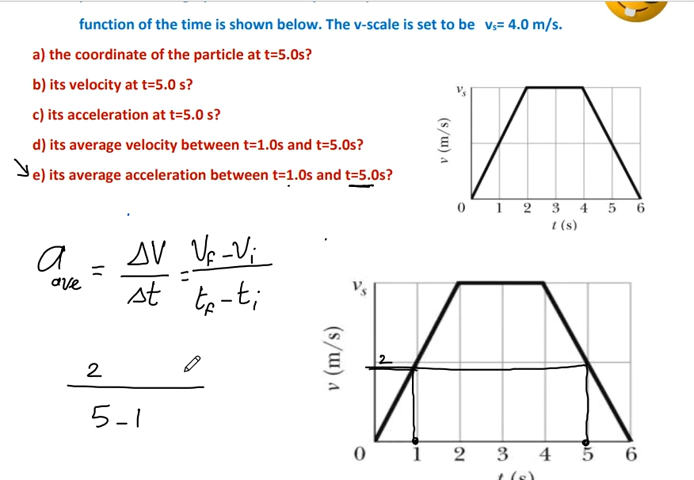 function of the time is shown below. The v-scale is set to be vs= 4.0 m/s.
a) the coordinate of the particle at t=5.0s?
b) its velocity at t=5.0 s?
c) its acceleration at t=5.0 s?
d) its average velocity between t=1.0s and t=5.0s?
e) its average acceleration between t=1.0s and t=5.0s?
vs
v (m/s)
0 1 2 3 4 5 6
t (s)
a ave = ΔV/Δt = Vf-Vi/tf-ti
2
5-1
vs
2
v (m/s)
0 1 2 3 4 5 6
t (s)